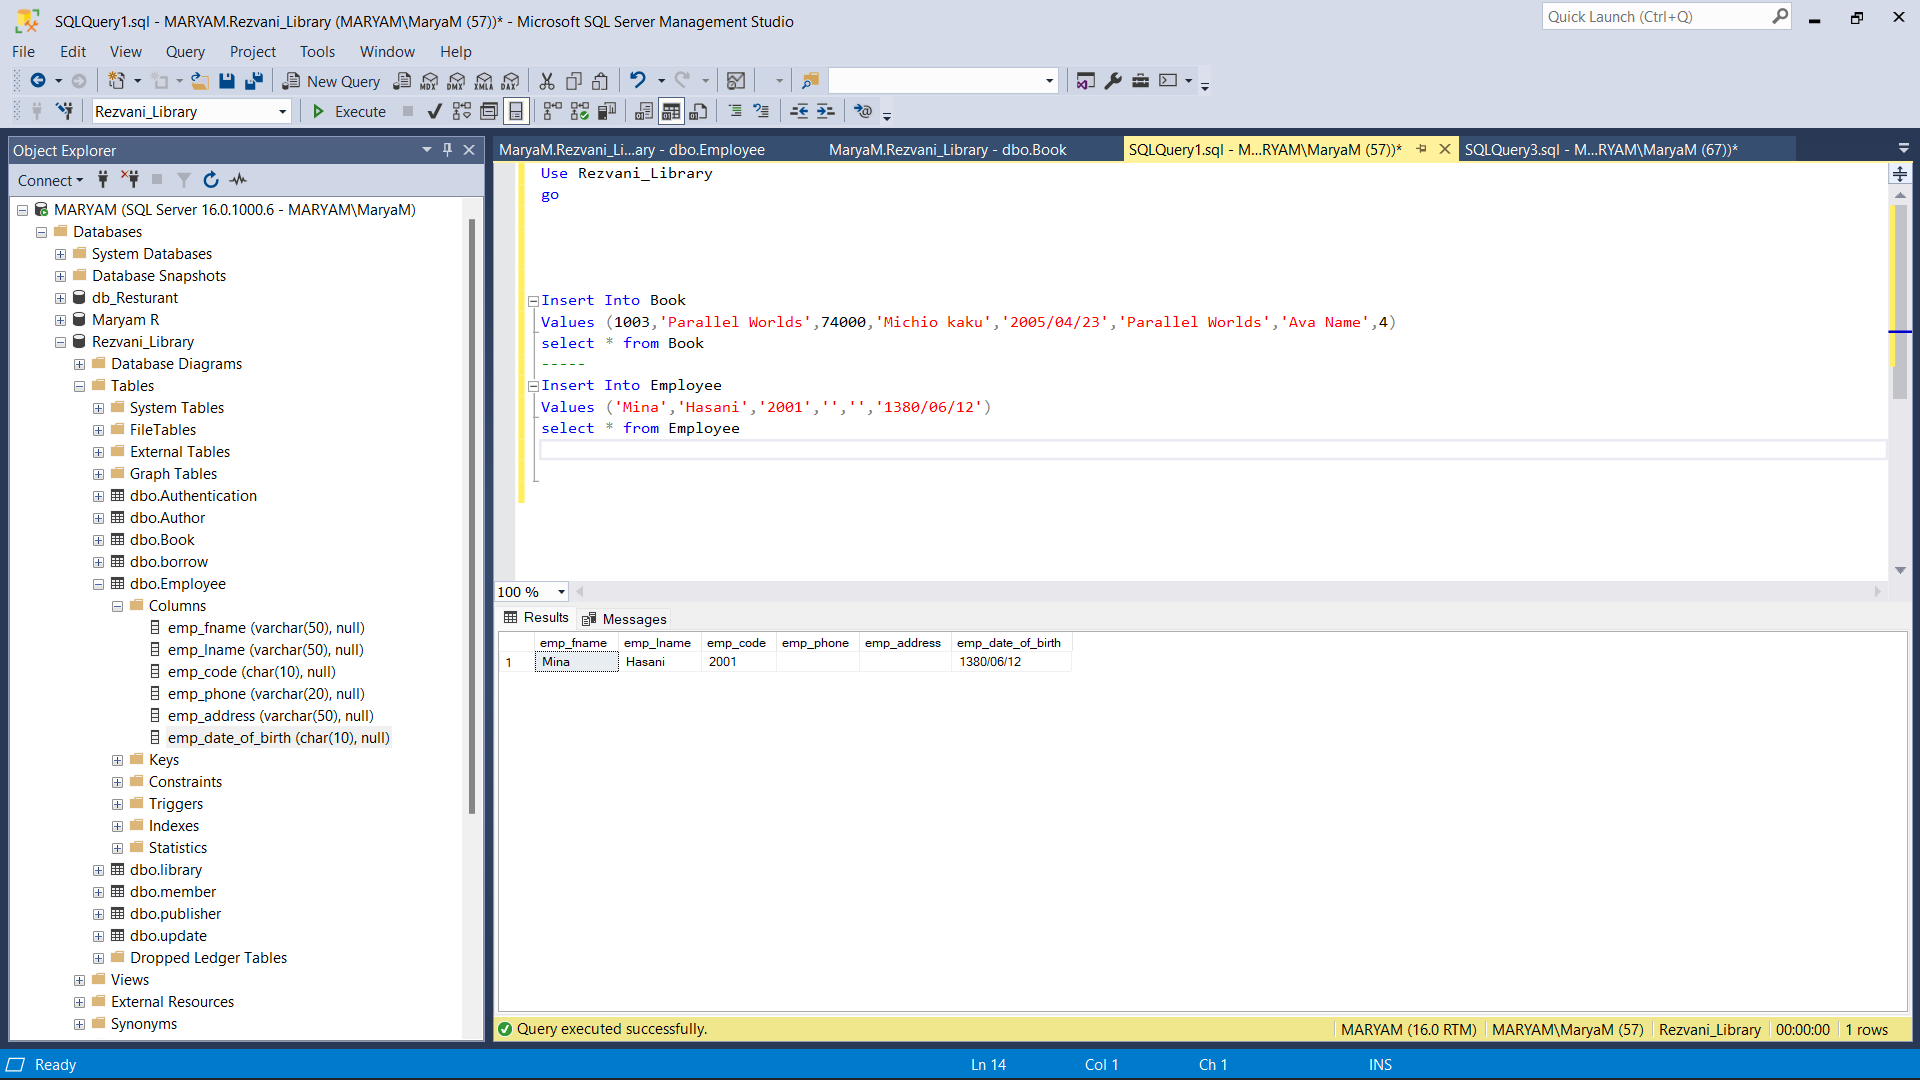 SQLQuery1.sql - MARYAM.Rezvani_Library (MARYAM\MaryaM (57))* - Microsoft SQL Server Management Studio
Quick Launch (Ctrl+Q)
File Edit View Query Project Tools Window Help
New Query
MDX DMX XMLA DAX
Rezvani_Library Execute
Object Explorer
Connect
MARYAM (SQL Server 16.0.1000.6 - MARYAM\MaryaM)
Databases
System Databases
Database Snapshots
db_Resturant
Maryam R
Rezvani_Library
Database Diagrams
Tables
System Tables
FileTables
External Tables
Graph Tables
dbo.Authentication
dbo.Author
dbo.Book
dbo.borrow
dbo.Employee
Columns
emp_fname (varchar(50), null)
emp_lname (varchar(50), null)
emp_code (char(10), null)
emp_phone (varchar(20), null)
emp_address (varchar(50), null)
emp_date_of_birth (char(10), null)
Keys
Constraints
Triggers
Indexes
Statistics
dbo.library
dbo.member
dbo.publisher
dbo.update
Dropped Ledger Tables
Views
External Resources
Synonyms
MaryaM.Rezvani_Li...ary - dbo.Employee MaryaM.Rezvani_Library - dbo.Book SQLQuery1.sql - M...RYAM\MaryaM (57))* SQLQuery3.sql - M...RYAM\MaryaM (67))*
Use Rezvani_Library
go
Insert Into Book
Values (1003,'Parallel Worlds',74000,'Michio kaku','2005/04/23','Parallel Worlds','Ava Name',4)
select * from Book
-----
Insert Into Employee
Values ('Mina','Hasani','2001','','','1380/06/12')
select * from Employee
100 %
Results Messages
emp_fname emp_lname emp_code emp_phone emp_address emp_date_of_birth
1 Mina Hasani 2001 1380/06/12
Query executed successfully. MARYAM (16.0 RTM) MARYAM\MaryaM (57) Rezvani_Library 00:00:00 1 rows
Ready Ln 14 Col 1 Ch 1 INS